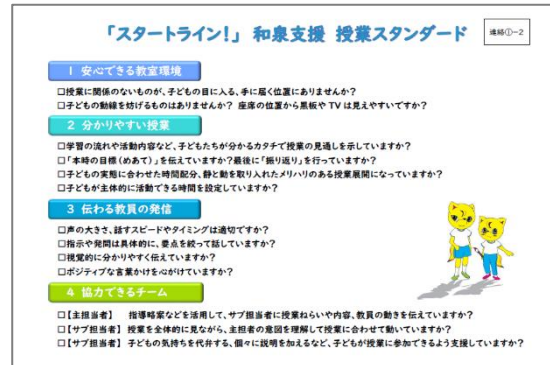 「スタートライン!」 和泉支援 授業スタンダード
連絡①-2
1 安心できる教室環境
□授業に関係のないものが、子どもの目に入る、手に届く位置にありませんか?
□子どもの動線を妨げるものはありませんか? 座席の位置から黒板や TV は見えやすいですか?
2 分かりやすい授業
□学習の流れや活動内容など、子どもたちが分かるカタチで授業の見通しを示していますか?
□「本時の目標(めあて)」を伝えていますか?最後に「振り返り」を行っていますか?
□子どもの実態に合わせた時間配分、静と動を取り入れたメリハリのある授業展開になっていますか?
□子どもが主体的に活動できる時間を設定していますか?
3 伝わる教員の発信
□声の大きさ、話すスピードやタイミングは適切ですか?
□指示や発問は具体的に、要点を絞って話していますか?
□視覚的に分かりやすく伝えていますか?
□ポジティブな言葉かけを心がけていますか?
4 協力できるチーム
□【主担当者】 指導略案などを活用して、サブ担当者に授業ねらいや内容、教員の動きを伝えていますか?
□【サブ担当者】 授業を全体的に見ながら、主担者の意図を理解して授業に合わせて動いていますか?
□【サブ担当者】 子どもの気持ちを代弁する、個々に説明を加えるなど、子どもが授業に参加できるよう支援していますか?